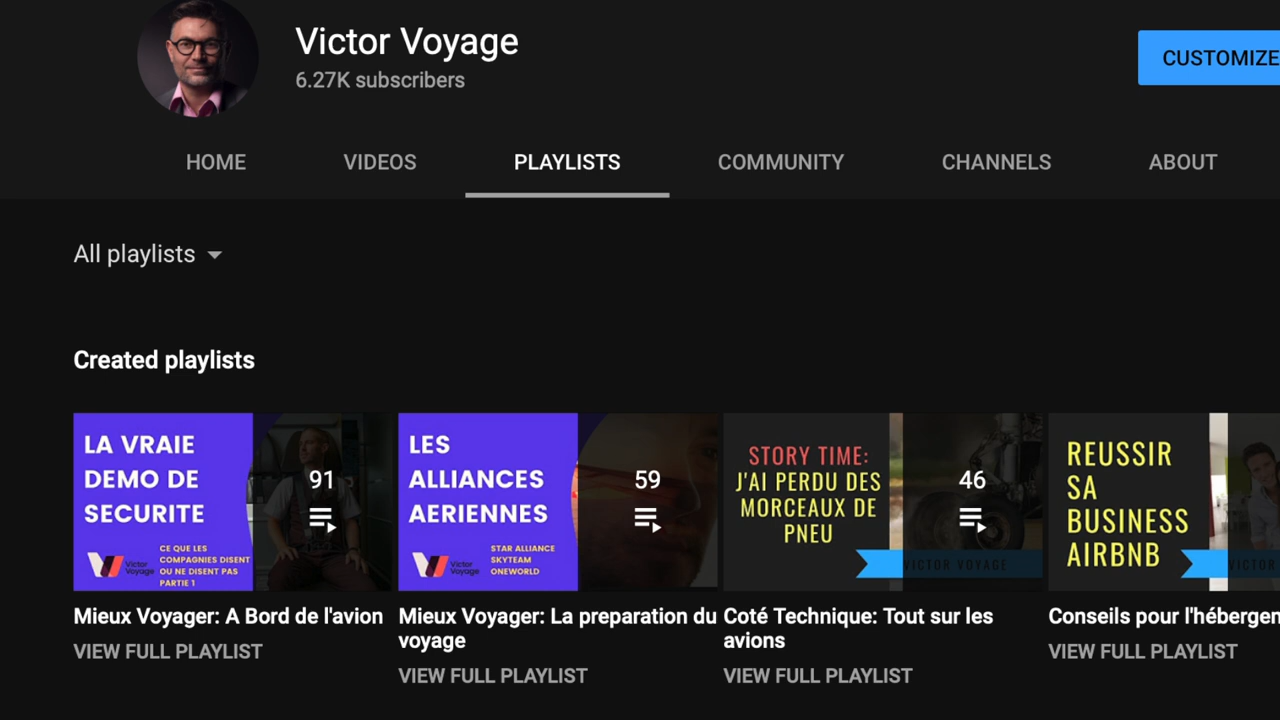 Victor Voyage
6.27K subscribers
CUSTOMIZE
HOME
VIDEOS
PLAYLISTS
COMMUNITY
CHANNELS
ABOUT
All playlists
Created playlists
LA VRAIE
DEMO DE
SECURITE
CE QUE LES
COMPAGNIES DISENT
OU NE DISENT PAS
PARTIE 1
Victor
Voyage
91
Mieux Voyager: A Bord de l'avion
VIEW FULL PLAYLIST
LES
ALLIANCES
AERIENNES
STAR ALLIANCE
SKYTEAM
ONEWORLD
Victor
Voyage
59
Mieux Voyager: La preparation du
voyage
VIEW FULL PLAYLIST
STORY TIME:
J'AI PERDU DES
MORCEAUX DE
PNEU
VICTOR VOYAGE
46
Coté Technique: Tout sur les
avions
VIEW FULL PLAYLIST
REUSSIR
SA
BUSINESS
AIRBNB
VICTOR
Conseils pour l'hébergen
VIEW FULL PLAYLIST